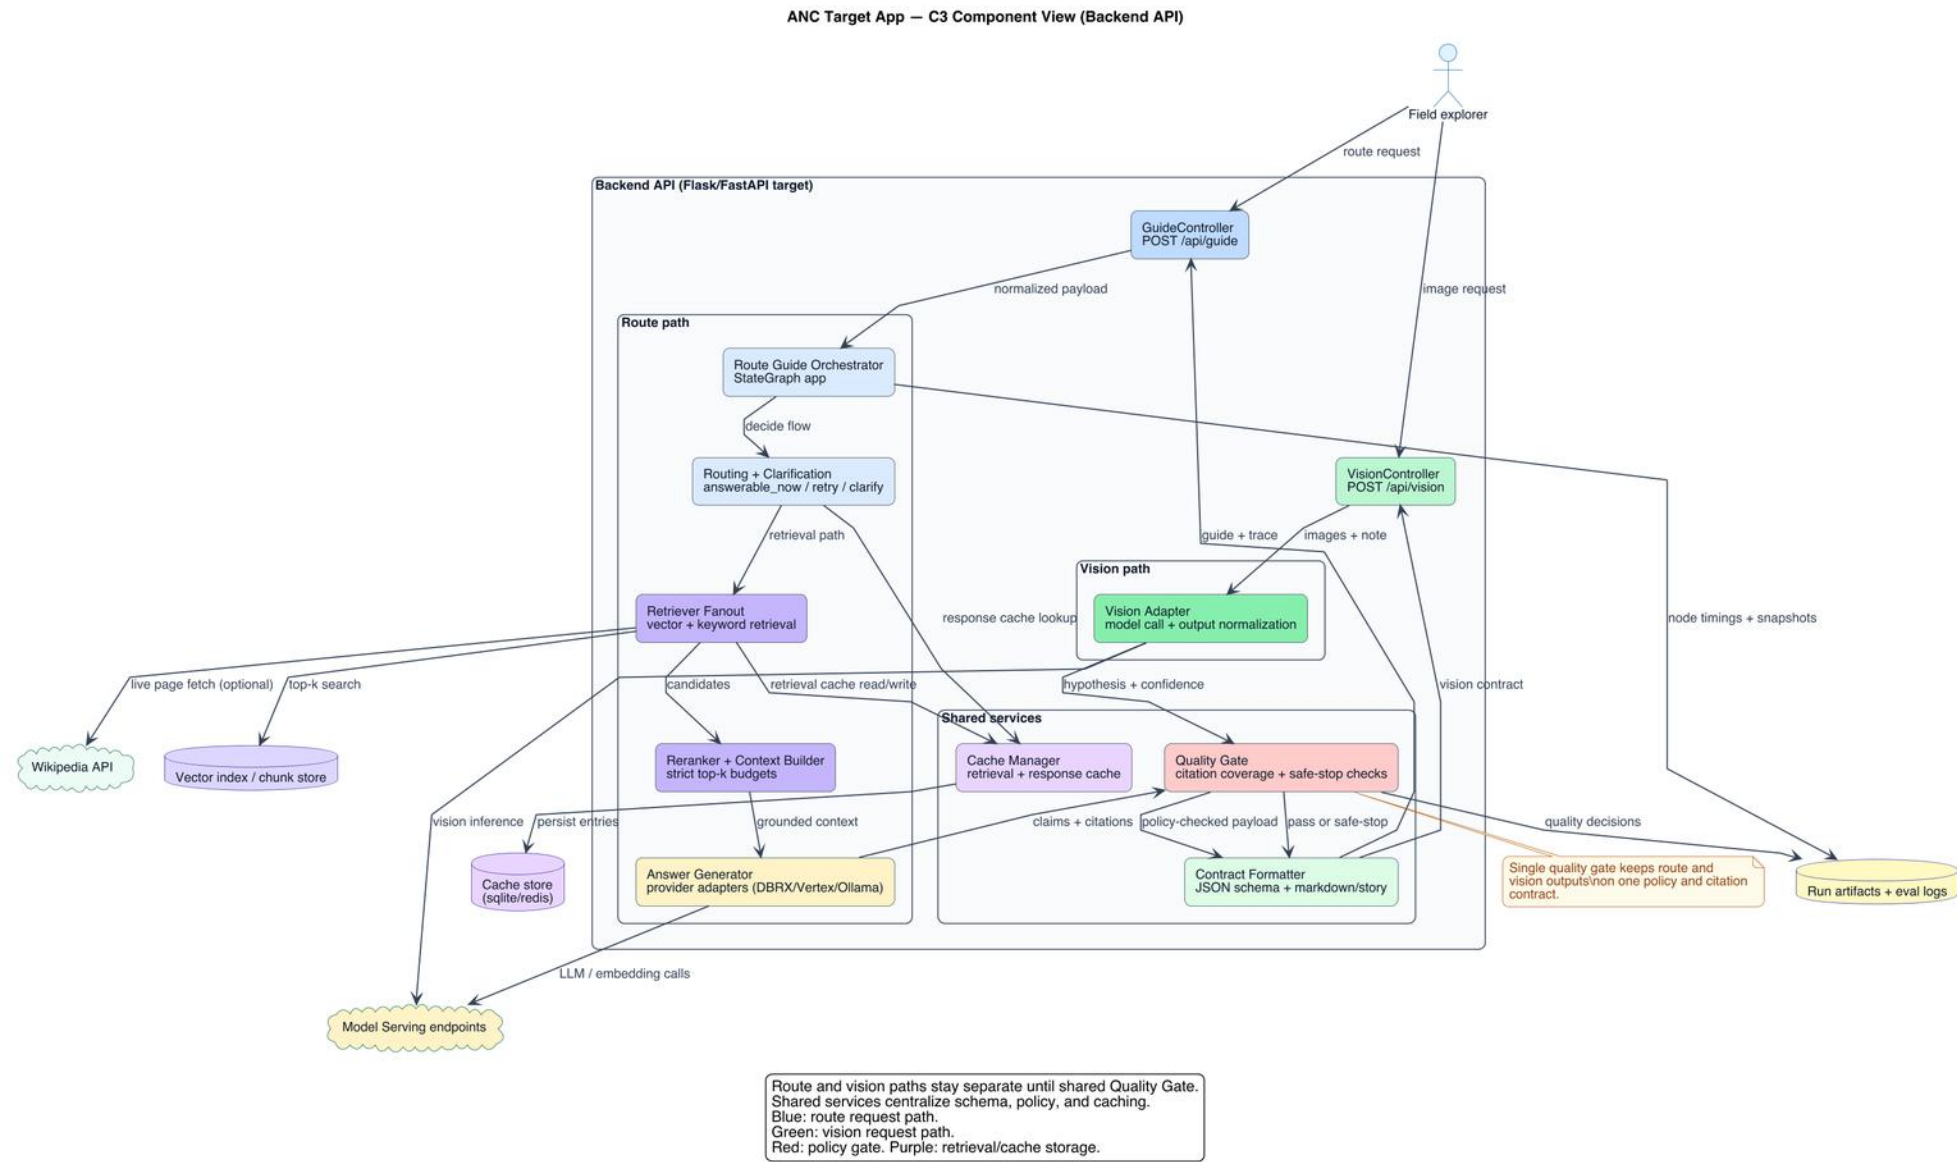 ANC Target App — C3 Component View (Backend API)
Field explorer
route request
Backend API (Flask/FastAPI target)
GuideController
POST /api/guide
normalized payload
image request
Route path
Route Guide Orchestrator
StateGraph app
decide flow
Routing + Clarification
answerable_now / retry / clarify
VisionController
POST /api/vision
retrieval path
guide + trace
images + note
Vision path
Retriever Fanout
vector + keyword retrieval
response cache lookup
Vision Adapter
model call + output normalization
node timings + snapshots
live page fetch (optional)
top-k search
candidates
retrieval cache read/write
hypothesis + confidence
vision contract
Shared services
Wikipedia API
Vector index / chunk store
Reranker + Context Builder
strict top-k budgets
Cache Manager
retrieval + response cache
Quality Gate
citation coverage + safe-stop checks
vision inference
persist entries
grounded context
claims + citations
policy-checked payload
pass or safe-stop
quality decisions
Cache store
(sqlite/redis)
Answer Generator
provider adapters (DBRX/Vertex/Ollama)
Contract Formatter
JSON schema + markdown/story
Single quality gate keeps route and
vision outputs\non one policy and citation
contract.
Run artifacts + eval logs
LLM / embedding calls
Model Serving endpoints
Route and vision paths stay separate until shared Quality Gate.
Shared services centralize schema, policy, and caching.
Blue: route request path.
Green: vision request path.
Red: policy gate. Purple: retrieval/cache storage.